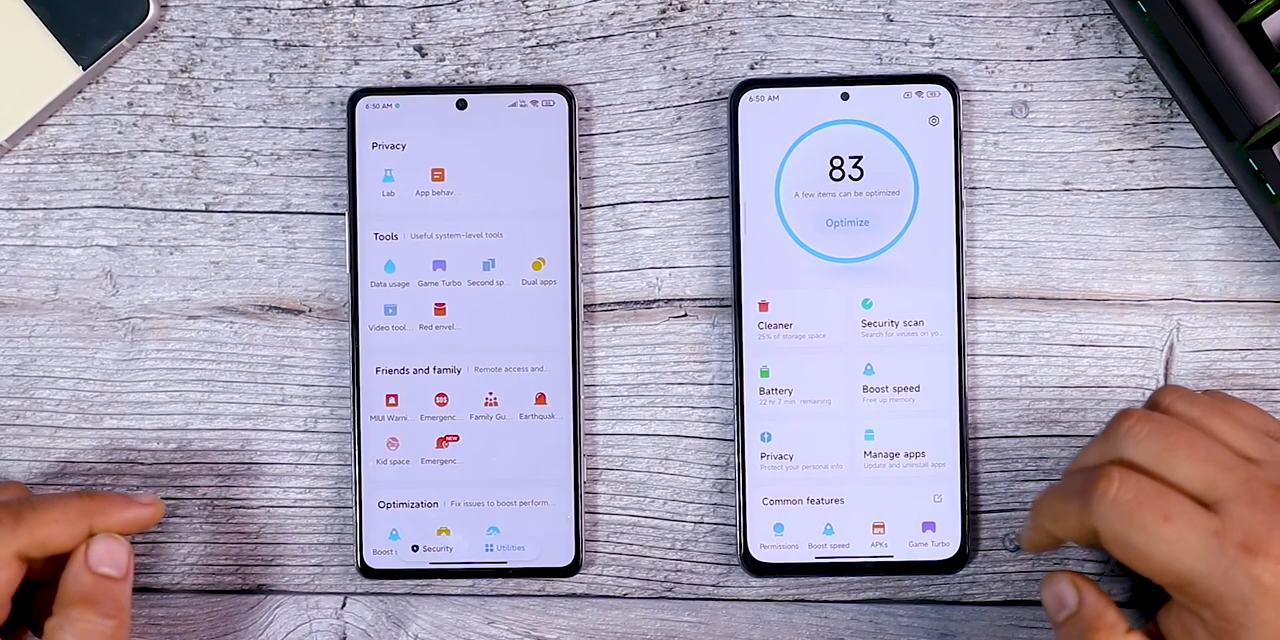 6:50 AM
Privacy
Lab
App behav...
Tools | Useful system-level tools
Data usage
Game Turbo
Second sp...
Dual apps
Video tool...
Red envel...
Friends and family | Remote access and...
MIUI Warni...
SOS
Emergenc...
Family Gu...
Earthquak...
Kid space
NEW
Emergenc...
Optimization | Fix issues to boost perform...
Boost
Security
Utilities
6:50 AM
83
A few items can be optimized
Optimize
Cleaner
25% of storage space
Security scan
Search for viruses on yo...
Battery
22 hr 7 min remaining
Boost speed
Free up memory
Privacy
Protect your personal info
Manage apps
Update and uninstall apps
Common features
Permissions
Boost speed
APK
APKs
Game Turbo